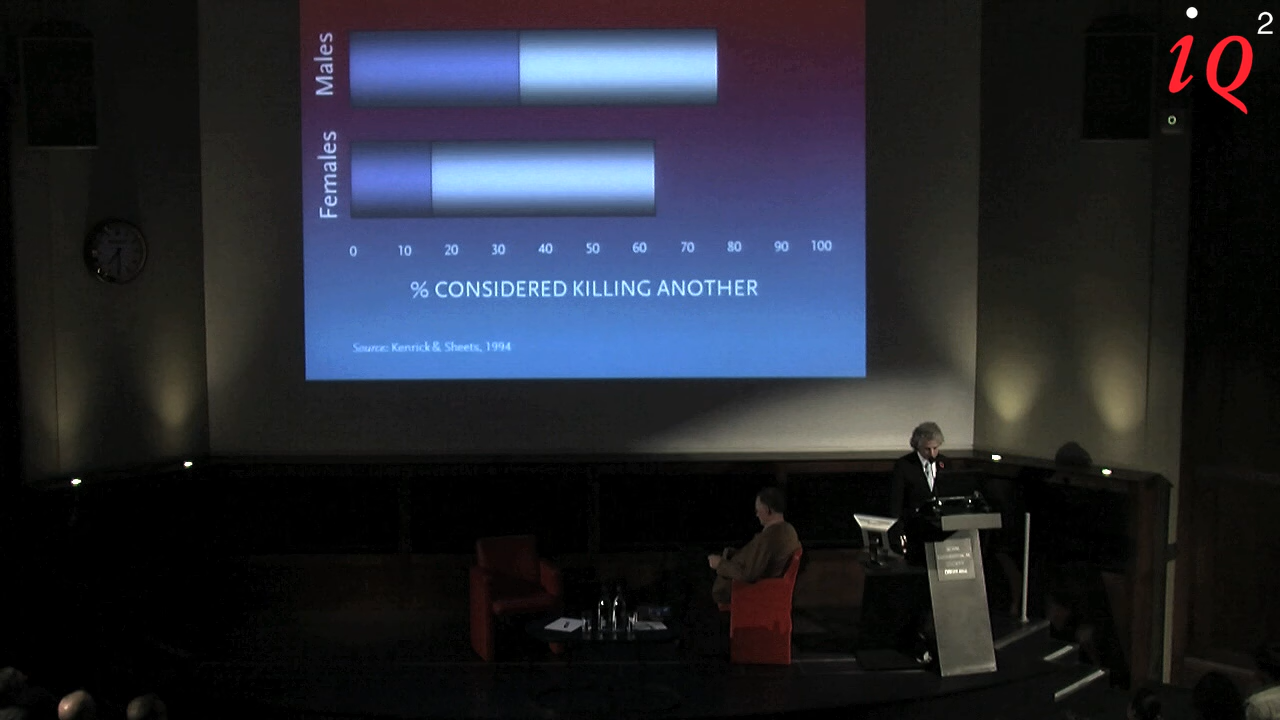 iQ2
Males
Females
0 10 20 30 40 50 60 70 80 90 100
% CONSIDERED KILLING ANOTHER
Source: Kenrick & Sheets, 1994